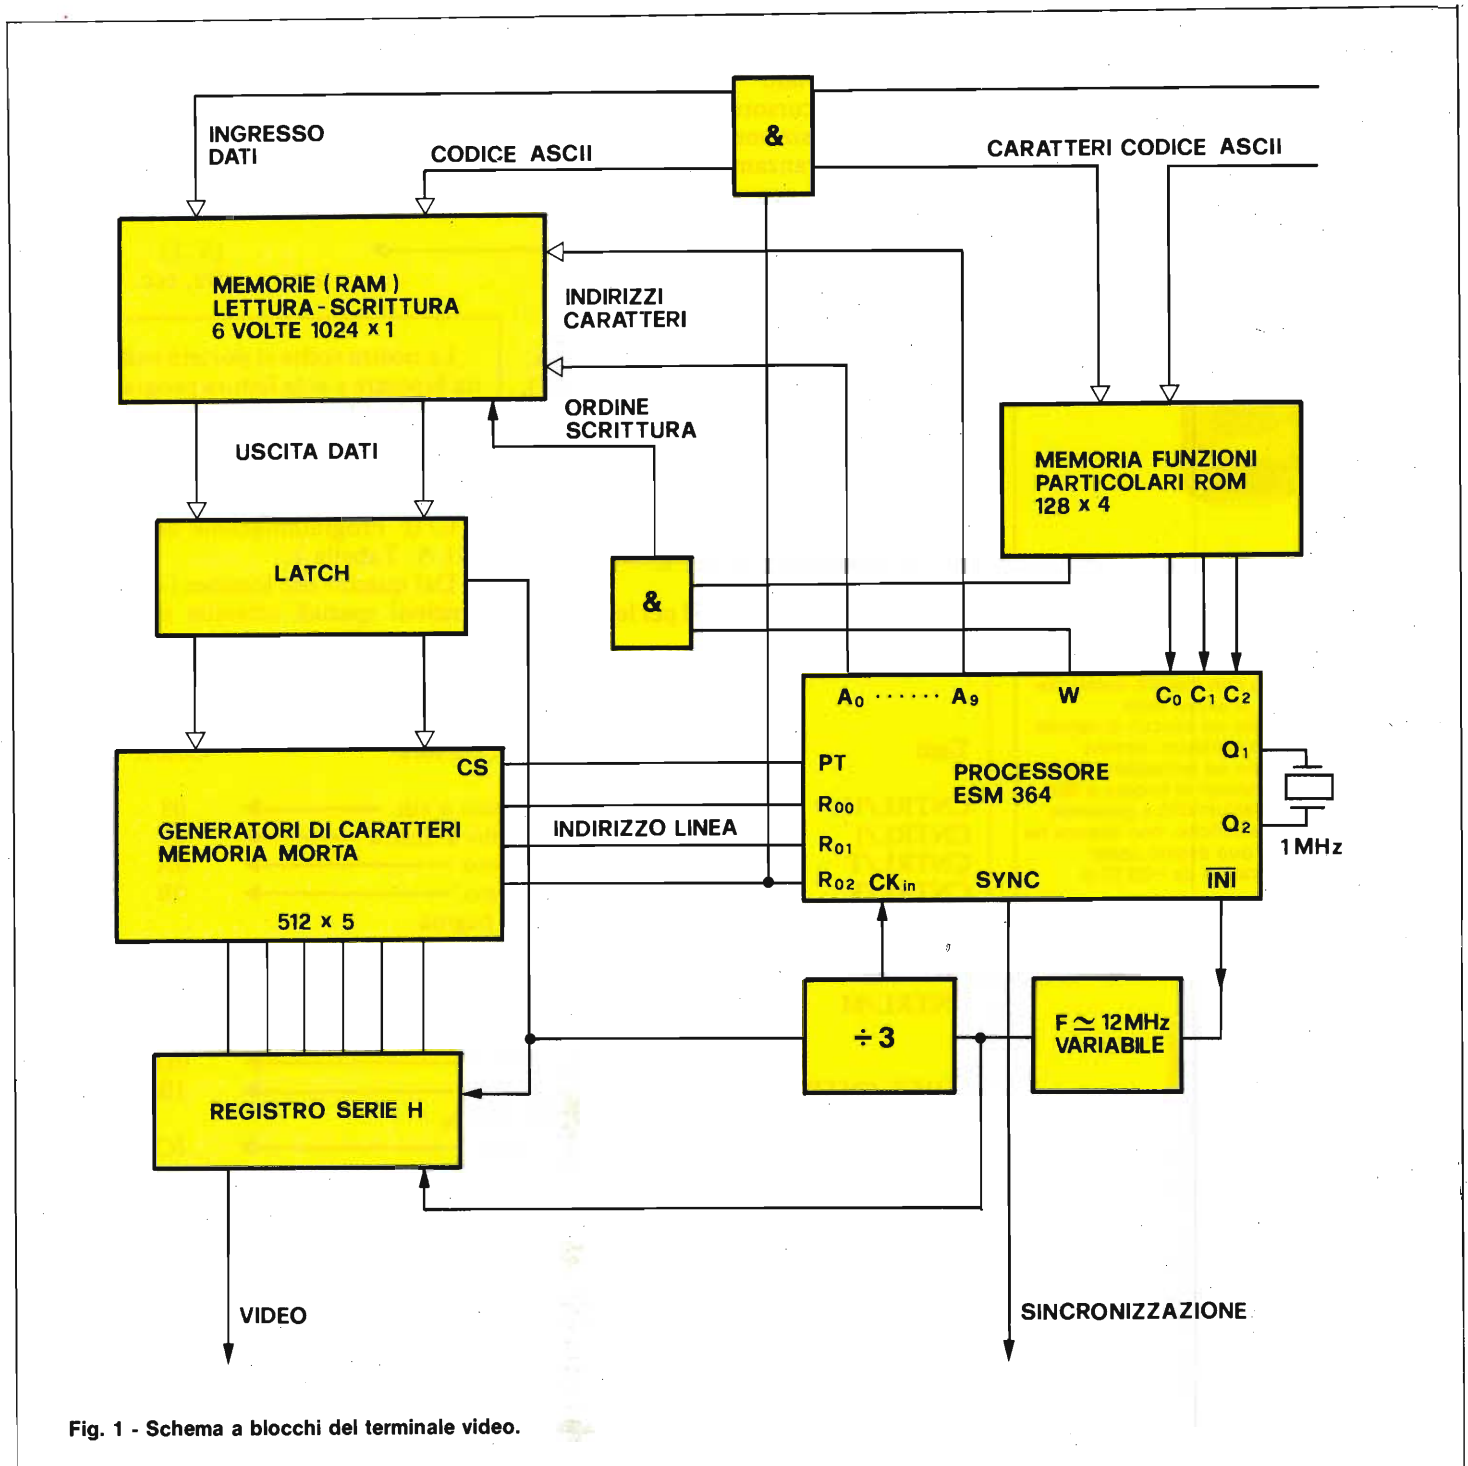 &
INGRESSO
DATI
CODICE ASCII
CARATTERI CODICE ASCII
MEMORIE (RAM)
LETTURA-SCRITTURA
6 VOLTE 1024 x 1
INDIRIZZI
CARATTERI
ORDINE
SCRITTURA
USCITA DATI
MEMORIA FUNZIONI
PARTICOLARI ROM
128 x 4
LATCH
&
A0 ...... A9 W C0 C1 C2
CS
PT
PROCESSORE
ESM 364
Q1
Q2
1 MHz
GENERATORI DI CARATTERI
MEMORIA MORTA
512 x 5
R00
INDIRIZZO LINEA
R01
R02 CKin SYNC I̅N̅I̅
÷3
F ≃ 12MHz
VARIABILE
REGISTRO SERIE H
VIDEO
SINCRONIZZAZIONE
Fig. 1 - Schema a blocchi del terminale video.